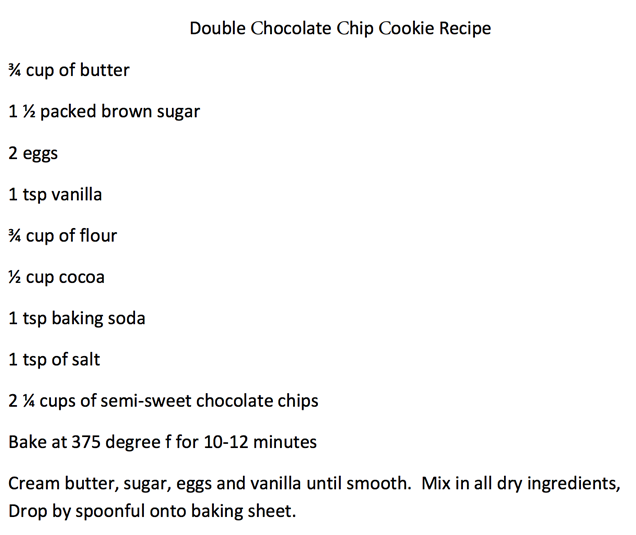 Double Chocolate Chip Cookie Recipe
¾ cup of butter
1 ½ packed brown sugar
2 eggs
1 tsp vanilla
¾ cup of flour
½ cup cocoa
1 tsp baking soda
1 tsp of salt
2 ¼ cups of semi-sweet chocolate chips
Bake at 375 degree f for 10-12 minutes
Cream butter, sugar, eggs and vanilla until smooth.  Mix in all dry ingredients,
Drop by spoonful onto baking sheet.